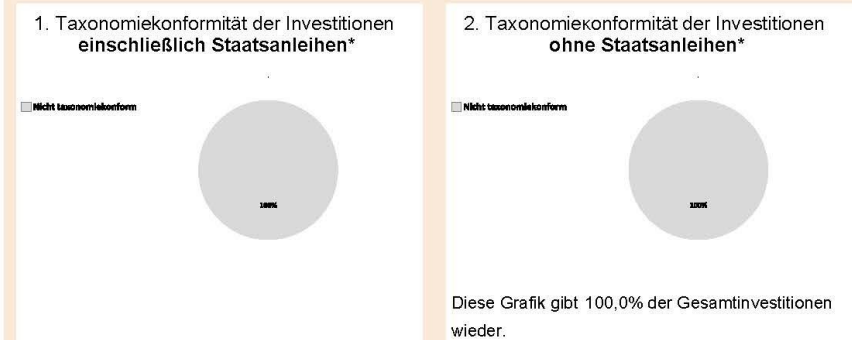 1. Taxonomiekonformität der Investitionen
einschließlich Staatsanleihen*
Nicht taxonomiekonform
100%
2. Taxonomiekonformität der Investitionen
ohne Staatsanleihen*
Nicht taxonomiekonform
100%
Diese Grafik gibt 100,0% der Gesamtinvestitionen
wieder.